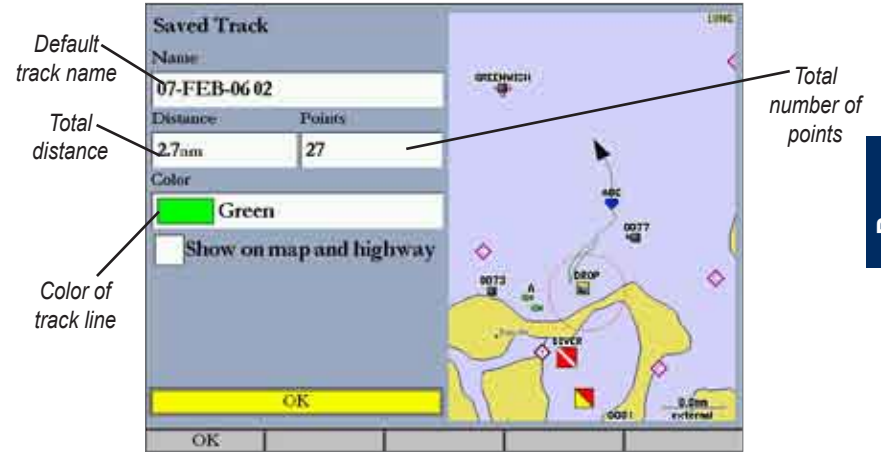 Saved Track
Name
07-FEB-06 02
Distance
Points
2.7nm
27
Color
Green
Show on map and highway
OK
OK
Default
track name
Total
distance
Color of
track line
GREENWICH
ABC
0077
0073
A
DROP
DIVER
0001
external
Total
number of
points